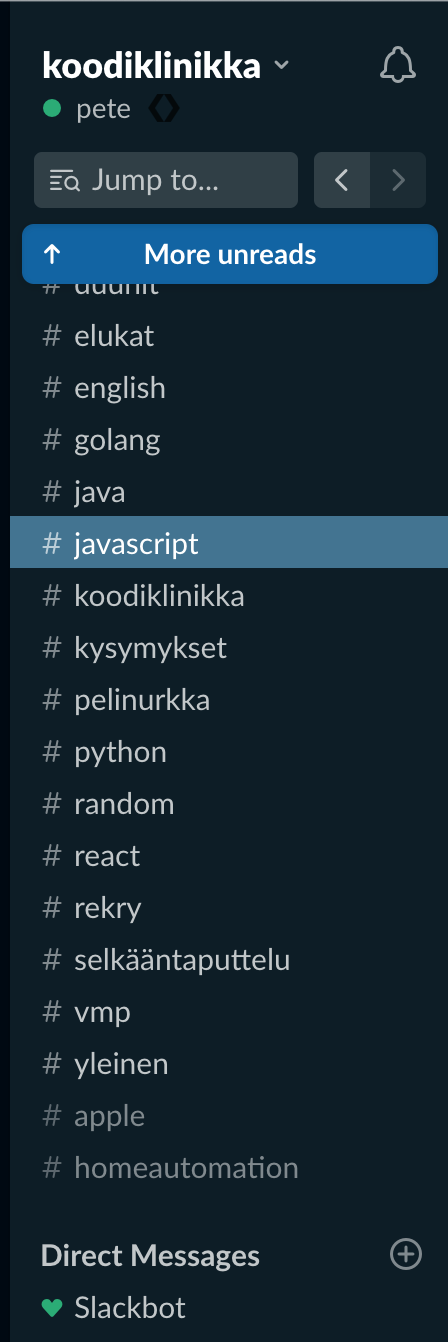 koodiklinikka
pete
Jump to...
More unreads
# elukat
# english
# golang
# java
# javascript
# koodiklinikka
# kysymykset
# pelinurkka
# python
# random
# react
# rekry
# selkääntaputtelu
# vmp
# yleinen
# apple
# homeautomation
Direct Messages
Slackbot